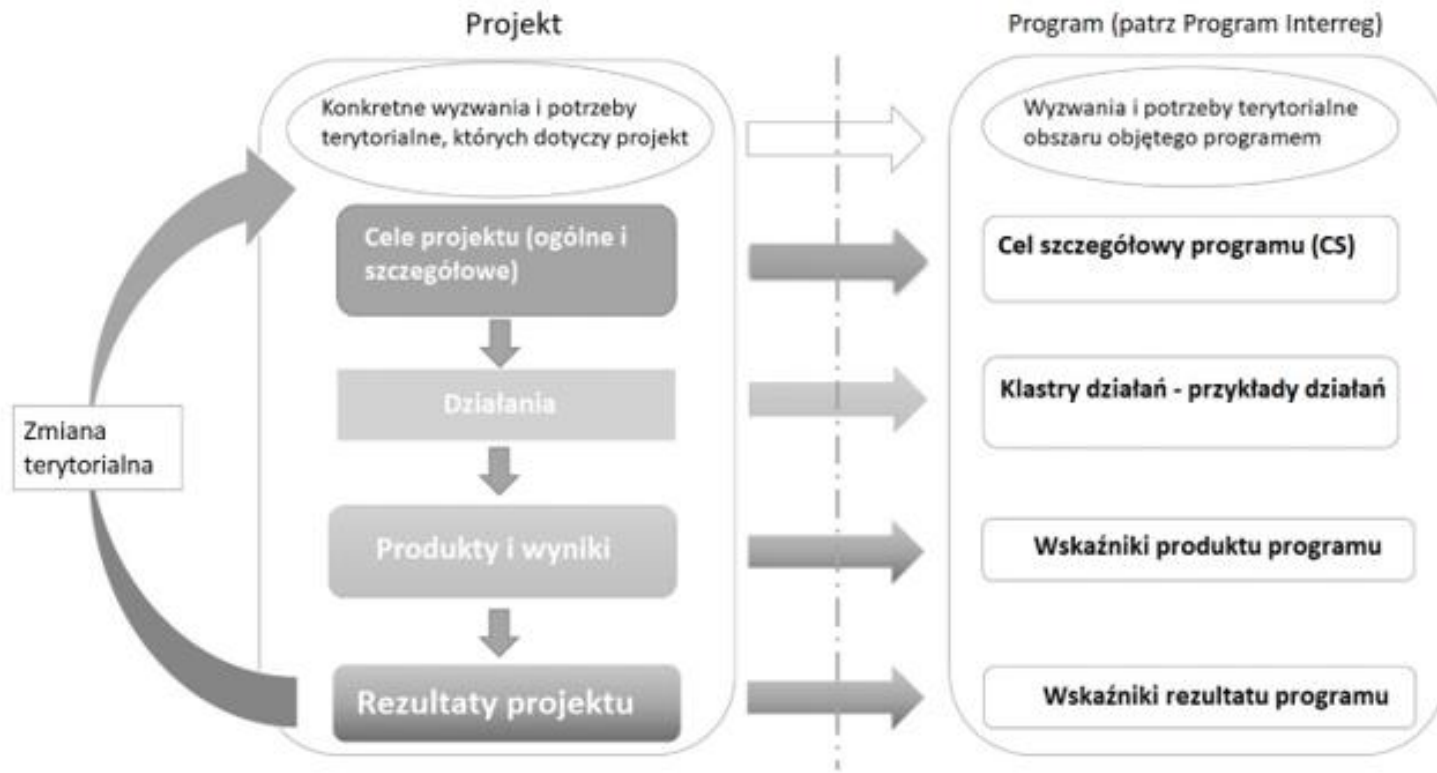 Projekt
Konkretne wyzwania i potrzeby
terytorialne, których dotyczy projekt
Cele projektu (ogólne i
szczegółowe)
Działania
Produkty i wyniki
Rezultaty projektu
Zmiana
terytorialna
Program (patrz Program Interreg)
Wyzwania i potrzeby terytorialne
obszaru objętego programem
Cel szczegółowy programu (CS)
Klastry działań - przykłady działań
Wskaźniki produktu programu
Wskaźniki rezultatu programu